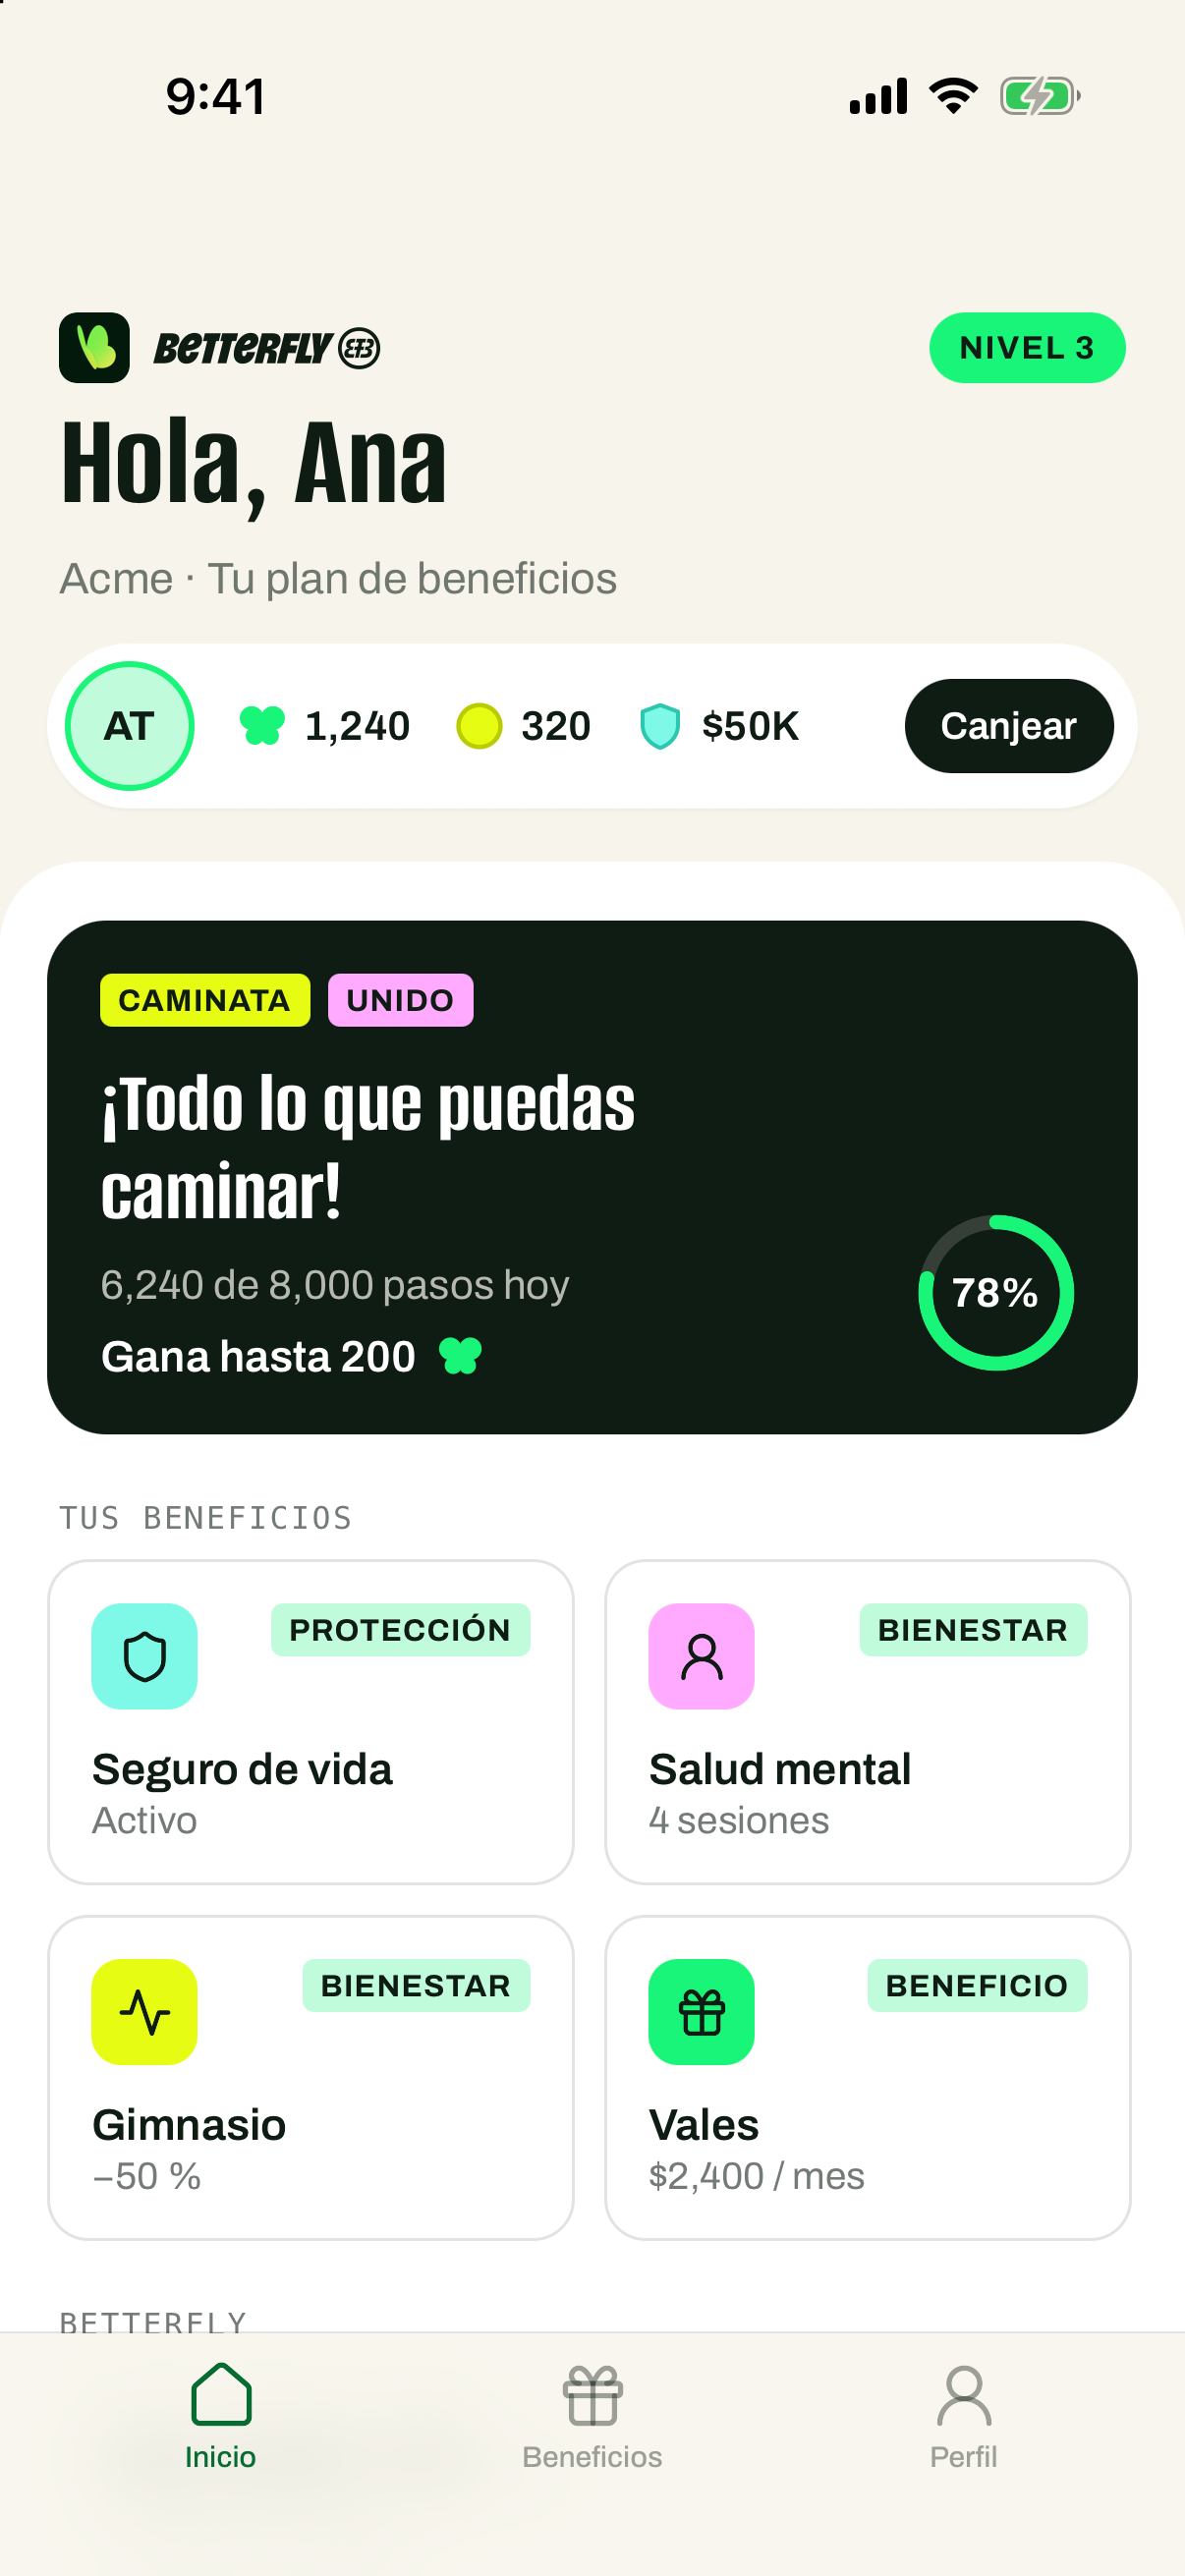 9:41
BETTERFLY
NIVEL 3
Hola, Ana
Acme · Tu plan de beneficios
AT 1,240 320 $50K Canjear
CAMINATA UNIDO
¡Todo lo que puedas
caminar!
6,240 de 8,000 pasos hoy
78%
Gana hasta 200
TUS BENEFICIOS
PROTECCIÓN
Seguro de vida
Activo
BIENESTAR
Salud mental
4 sesiones
BIENESTAR
Gimnasio
–50 %
BENEFICIO
Vales
$2,400 / mes
BETTERFLY
Inicio Beneficios Perfil